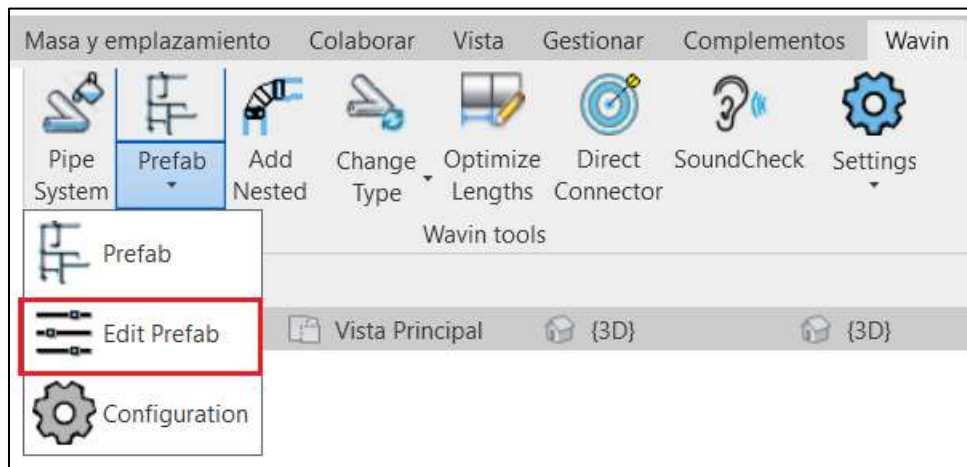 Masa y emplazamiento Colaborar Vista Gestionar Complementos Wavin
Pipe Prefab Add Change Optimize Direct SoundCheck Settings
System Nested Type Lengths Connector
Wavin tools
Prefab
Edit Prefab Vista Principal {3D} {3D}
Configuration